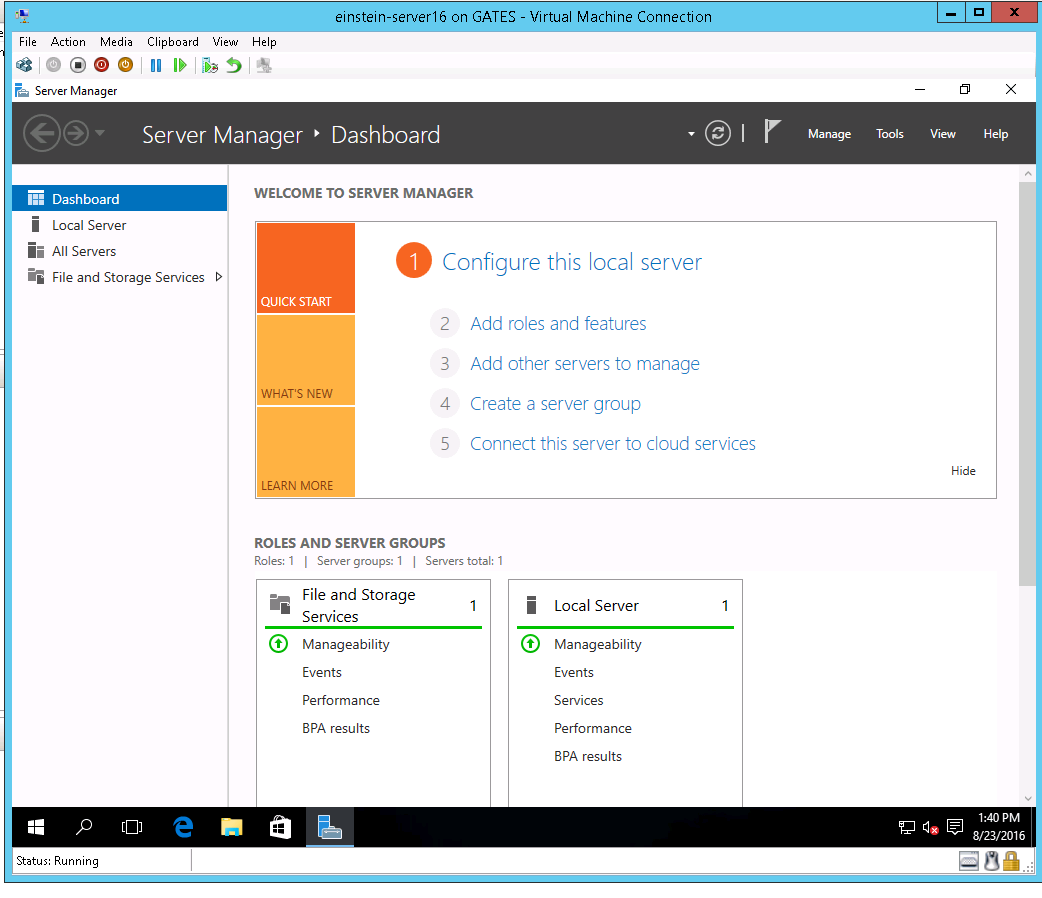 einstein-server16 on GATES - Virtual Machine Connection
File Action Media Clipboard View Help
Server Manager
Server Manager ‣ Dashboard
Manage Tools View Help
Dashboard
Local Server
All Servers
File and Storage Services
WELCOME TO SERVER MANAGER
QUICK START
WHAT'S NEW
LEARN MORE
1 Configure this local server
2 Add roles and features
3 Add other servers to manage
4 Create a server group
5 Connect this server to cloud services
Hide
ROLES AND SERVER GROUPS
Roles: 1 | Server groups: 1 | Servers total: 1
File and Storage
Services
1
Manageability
Events
Performance
BPA results
Local Server 1
Manageability
Events
Services
Performance
BPA results
1:40 PM
8/23/2016
Status: Running